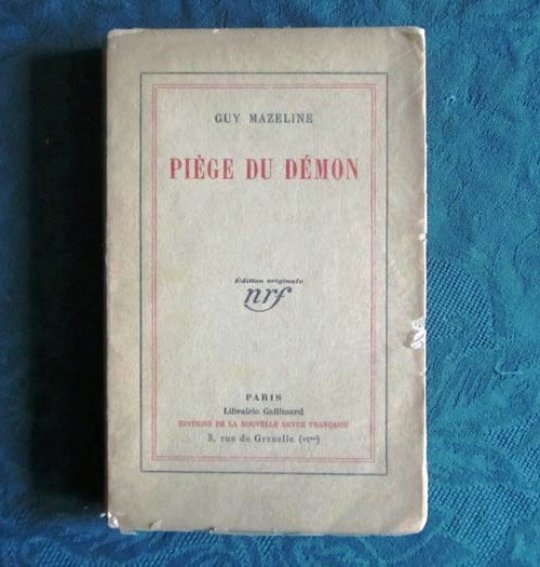 GUY MAZELINE
PIÈGE DU DÉMON
Édition originale
nrf
PARIS
Librairie Gallimard
ÉDITIONS DE LA NOUVELLE REVUE FRANÇAISE
3, rue de Grenelle (VIme)